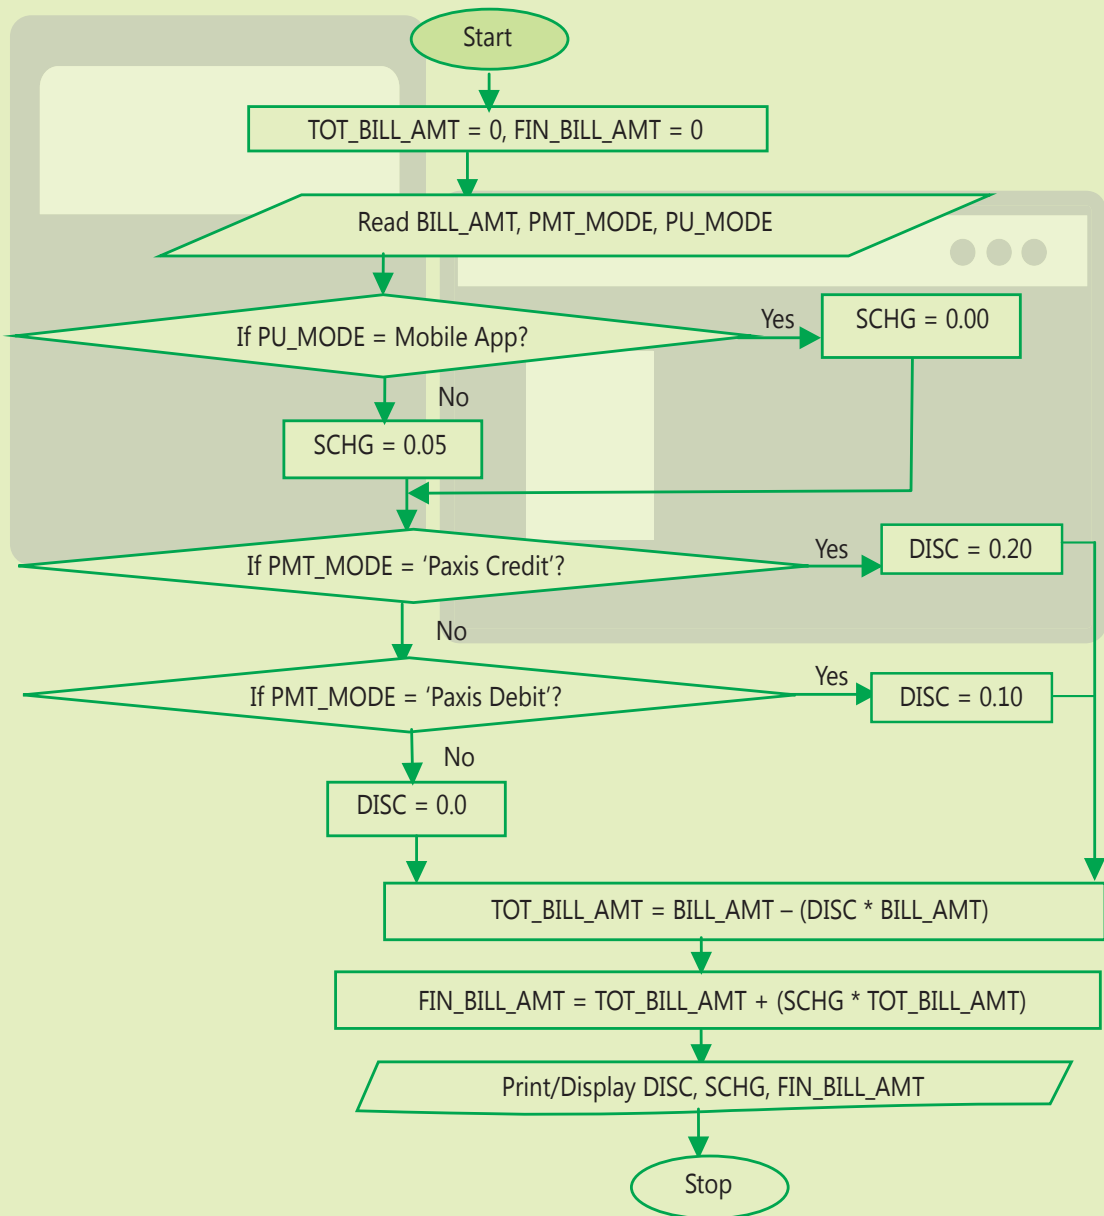 Start
TOT_BILL_AMT = 0, FIN_BILL_AMT = 0
Read BILL_AMT, PMT_MODE, PU_MODE
If PU_MODE = Mobile App?
Yes
SCHG = 0.00
No
SCHG = 0.05
If PMT_MODE = ‘Paxis Credit’?
Yes
DISC = 0.20
No
If PMT_MODE = ‘Paxis Debit’?
Yes
DISC = 0.10
No
DISC = 0.0
TOT_BILL_AMT = BILL_AMT – (DISC * BILL_AMT)
FIN_BILL_AMT = TOT_BILL_AMT + (SCHG * TOT_BILL_AMT)
Print/Display DISC, SCHG, FIN_BILL_AMT
Stop